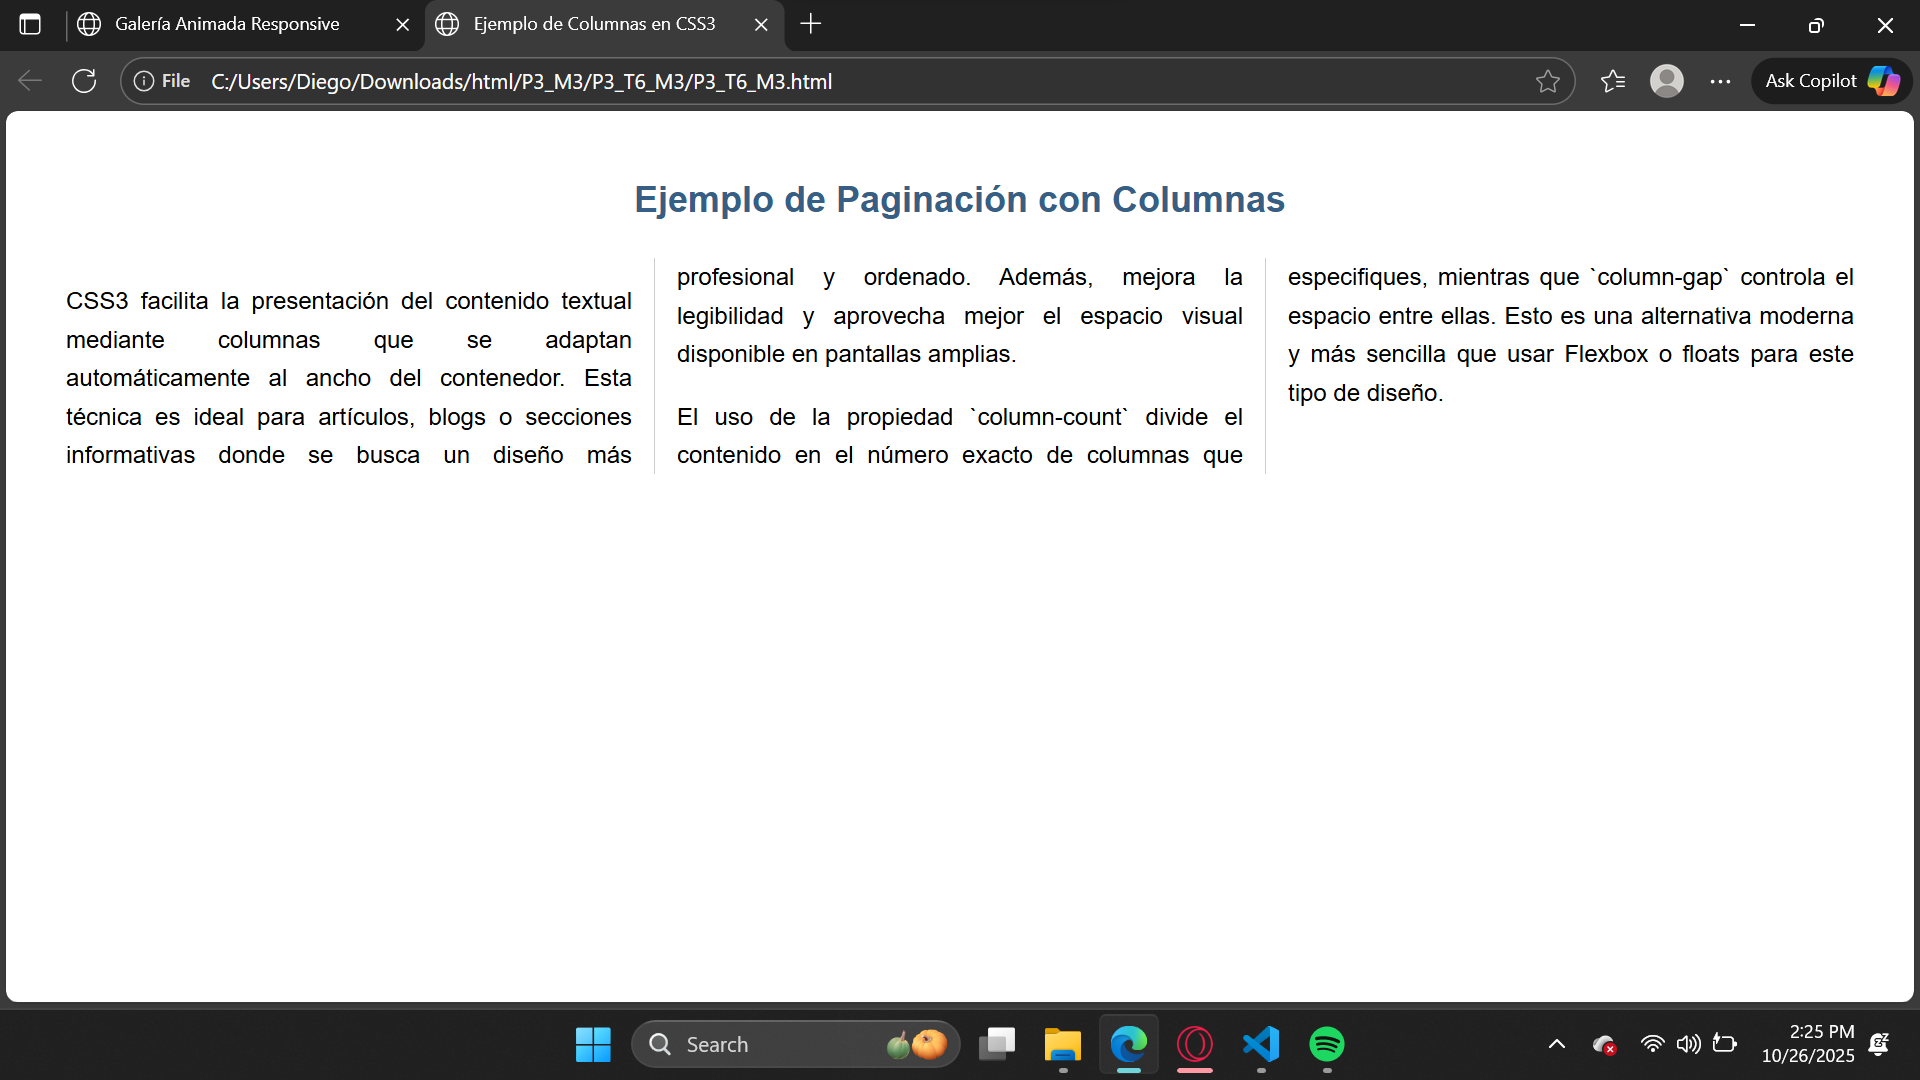 Galería Animada Responsive
Ejemplo de Columnas en CSS3
File C:/Users/Diego/Downloads/html/P3_M3/P3_T6_M3/P3_T6_M3.html
Ask Copilot
Ejemplo de Paginación con Columnas
CSS3 facilita la presentación del contenido textual
mediante columnas que se adaptan
automáticamente al ancho del contenedor. Esta
técnica es ideal para artículos, blogs o secciones
informativas donde se busca un diseño más
profesional y ordenado. Además, mejora la
legibilidad y aprovecha mejor el espacio visual
disponible en pantallas amplias.
El uso de la propiedad `column-count` divide el
contenido en el número exacto de columnas que
especifiques, mientras que `column-gap` controla el
espacio entre ellas. Esto es una alternativa moderna
y más sencilla que usar Flexbox o floats para este
tipo de diseño.
Search
2:25 PM
10/26/2025